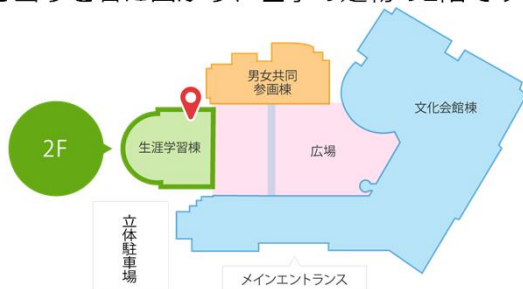 男女共同
参画棟
文化会館棟
2F
生涯学習棟
広場
立体駐車場
メインエントランス